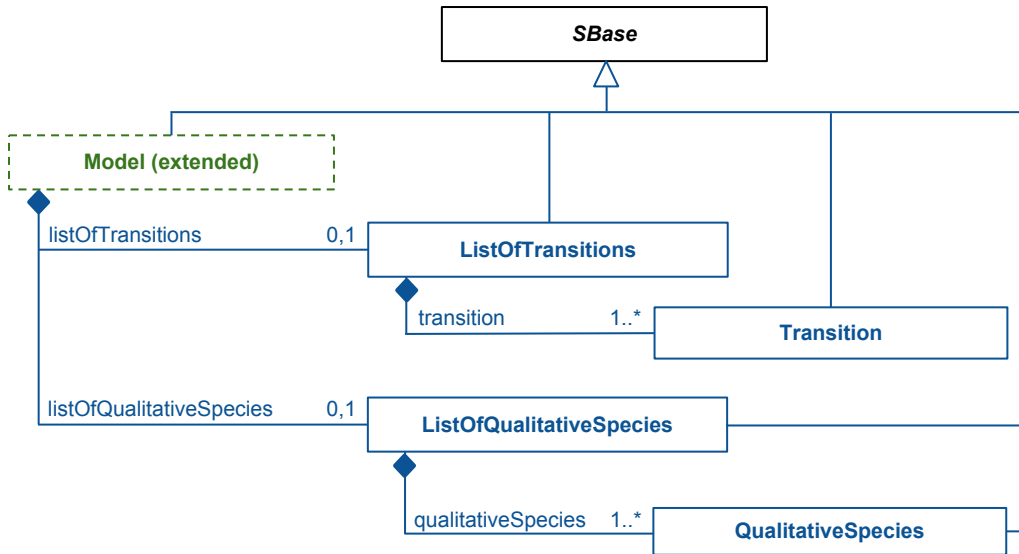 SBase
Model (extended)
listOfTransitions 0,1
ListOfTransitions
transition 1..*
Transition
listOfQualitativeSpecies 0,1
ListOfQualitativeSpecies
qualitativeSpecies 1..*
QualitativeSpecies